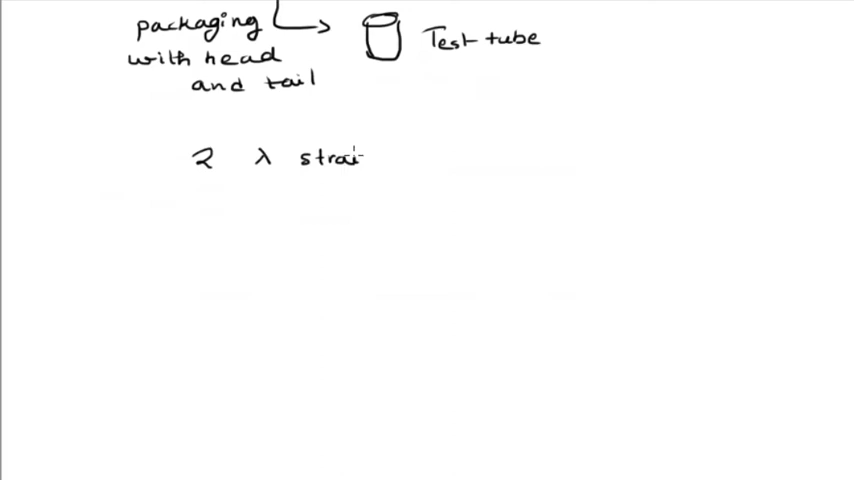 packaging
with head
and tail
Test tube
2 λ strai